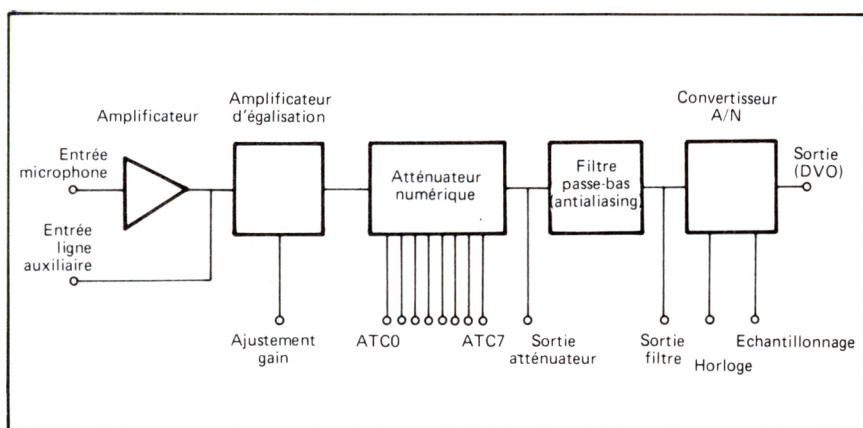 Amplificateur
Amplificateur
d'égalisation
Convertisseur
A/N
Entrée
microphone
Entrée
ligne
auxiliaire
Atténuateur
numérique
Filtre
passe-bas
(antialiasing)
Sortie
(DVO)
Ajustement
gain
ATC0
ATC7
Sortie
atténuateur
Sortie
filtre
Horloge
Echantillonnage